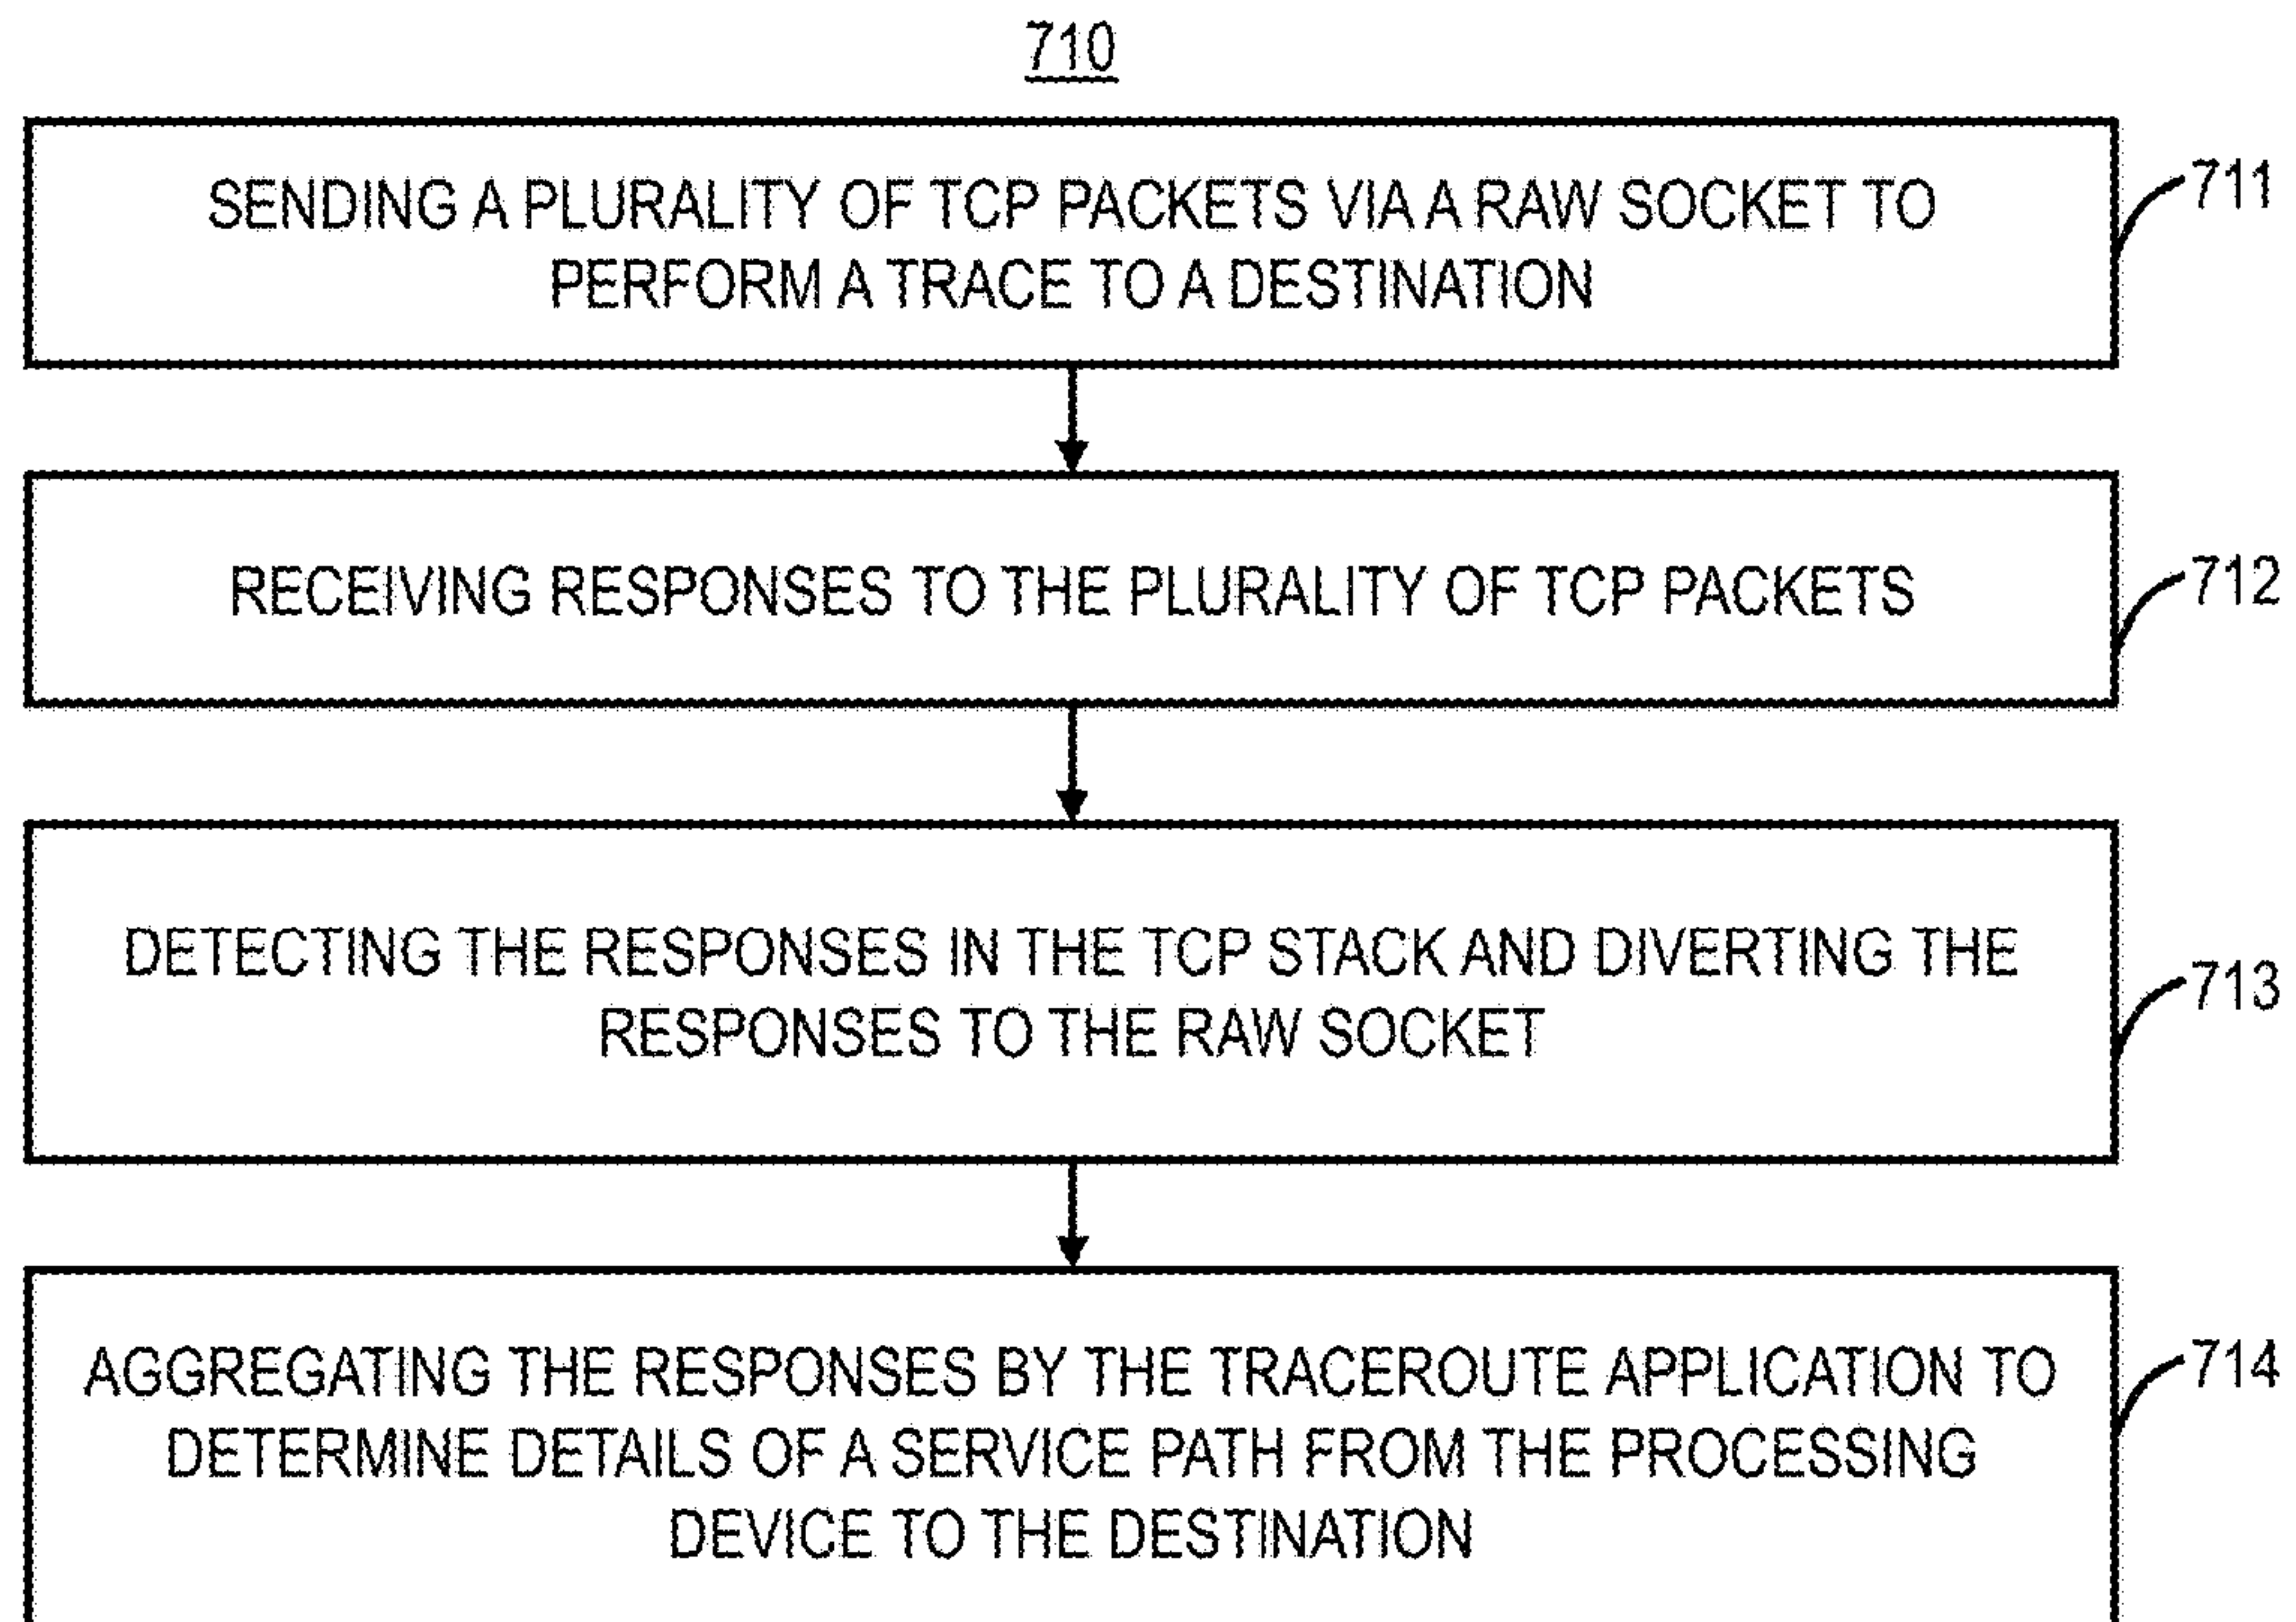 710
SENDING A PLURALITY OF TCP PACKETS VIA A RAW SOCKET TO
PERFORM A TRACE TO A DESTINATION
711
RECEIVING RESPONSES TO THE PLURALITY OF TCP PACKETS
712
DETECTING THE RESPONSES IN THE TCP STACK AND DIVERTING THE
RESPONSES TO THE RAW SOCKET
713
AGGREGATING THE RESPONSES BY THE TRACEROUTE APPLICATION TO
DETERMINE DETAILS OF A SERVICE PATH FROM THE PROCESSING
DEVICE TO THE DESTINATION
714